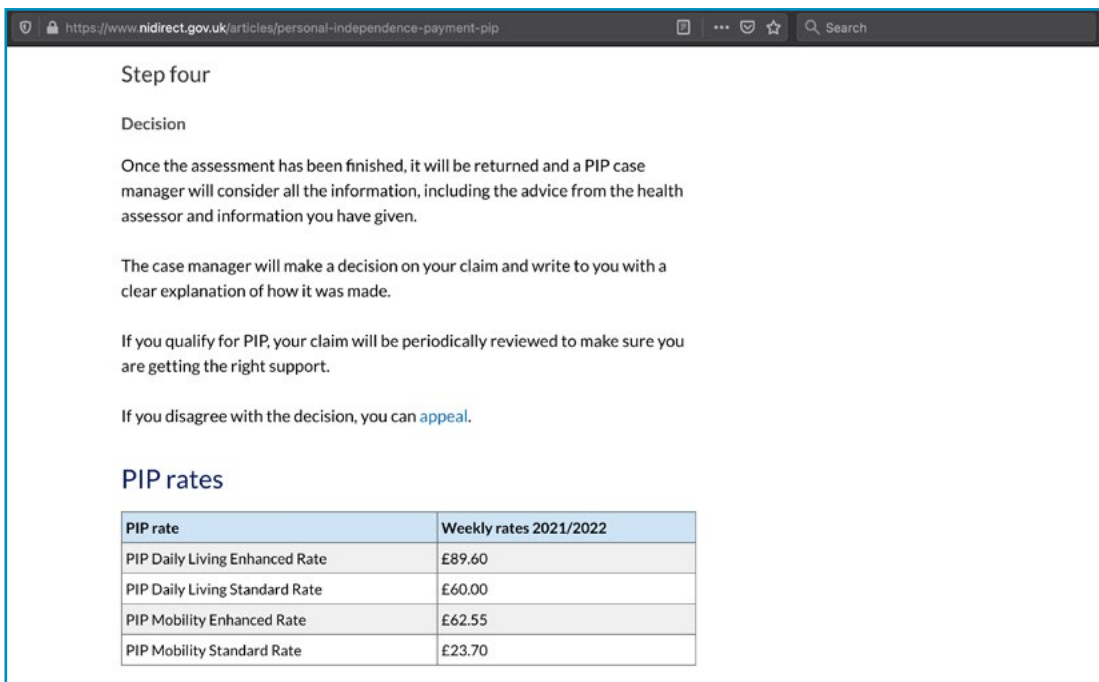 https://www.nidirect.gov.uk/articles/personal-independence-payment-pip
Search
Step four
Decision
Once the assessment has been finished, it will be returned and a PIP case
manager will consider all the information, including the advice from the health
assessor and information you have given.
The case manager will make a decision on your claim and write to you with a
clear explanation of how it was made.
If you qualify for PIP, your claim will be periodically reviewed to make sure you
are getting the right support.
If you disagree with the decision, you can appeal.
PIP rates
PIP rate Weekly rates 2021/2022
PIP Daily Living Enhanced Rate £89.60
PIP Daily Living Standard Rate £60.00
PIP Mobility Enhanced Rate £62.55
PIP Mobility Standard Rate £23.70